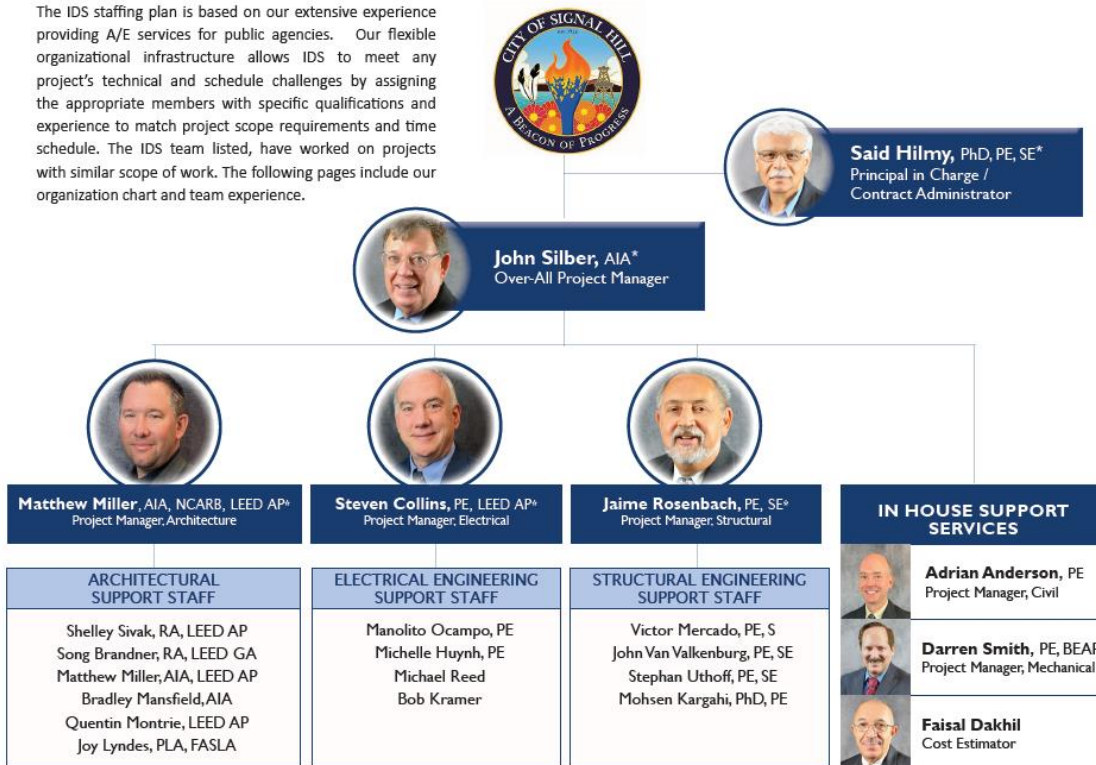 The IDS staffing plan is based on our extensive experience
providing A/E services for public agencies. Our flexible
organizational infrastructure allows IDS to meet any
project's technical and schedule challenges by assigning
the appropriate members with specific qualifications and
experience to match project scope requirements and time
schedule. The IDS team listed, have worked on projects
with similar scope of work. The following pages include our
organization chart and team experience.
CITY OF SIGNAL HILL
A BEACON OF PROGRESS
Said Hilmy, PhD, PE, SE*
Principal in Charge /
Contract Administrator
John Silber, AIA*
Over-All Project Manager
Matthew Miller, AIA, NCARB, LEED AP*
Project Manager, Architecture
Steven Collins, PE, LEED AP*
Project Manager, Electrical
Jaime Rosenbach, PE, SE*
Project Manager, Structural
ARCHITECTURAL
SUPPORT STAFF
Shelley Sivak, RA, LEED AP
Song Brandner, RA, LEED GA
Matthew Miller, AIA, LEED AP
Bradley Mansfield, AIA
Quentin Montrie, LEED AP
Joy Lyndes, PLA, FASLA
ELECTRICAL ENGINEERING
SUPPORT STAFF
Manolito Ocampo, PE
Michelle Huynh, PE
Michael Reed
Bob Kramer
STRUCTURAL ENGINEERING
SUPPORT STAFF
Victor Mercado, PE, S
John Van Valkenburg, PE, SE
Stephan Uthoff, PE, SE
Mohsen Kargahi, PhD, PE
IN HOUSE SUPPORT
SERVICES
Adrian Anderson, PE
Project Manager, Civil
Darren Smith, PE, BEAP
Project Manager, Mechanical
Faisal Dakhil
Cost Estimator